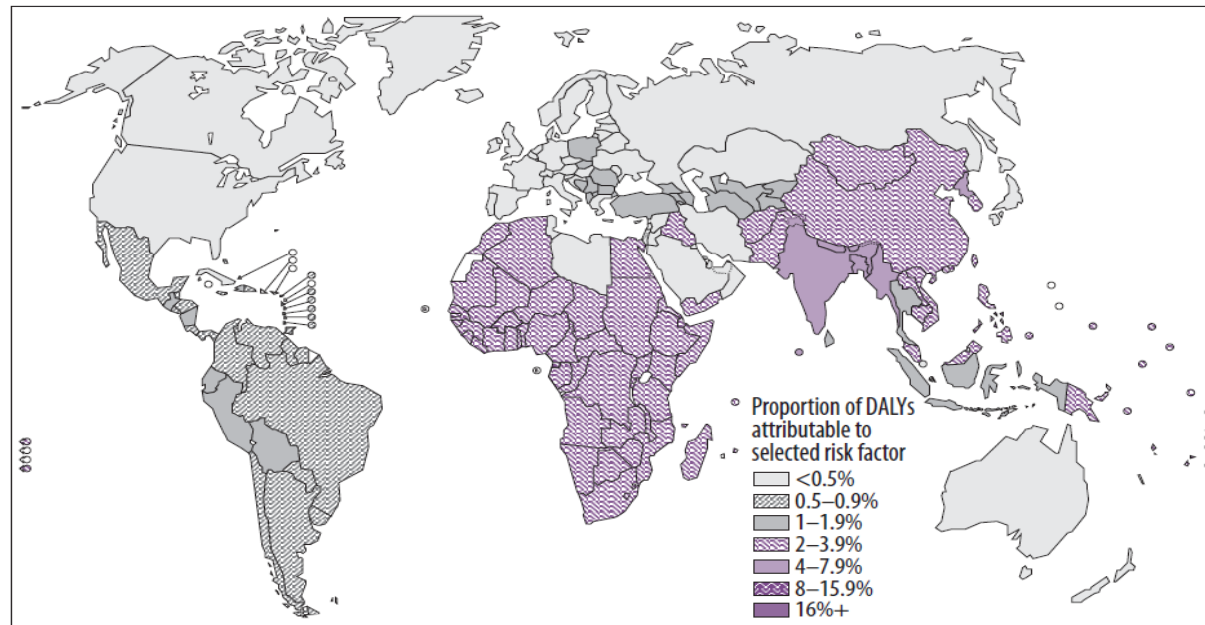 Proportion of DALYs
attributable to
selected risk factor
<0.5%
0.5–0.9%
1–1.9%
2–3.9%
4–7.9%
8–15.9%
16%+